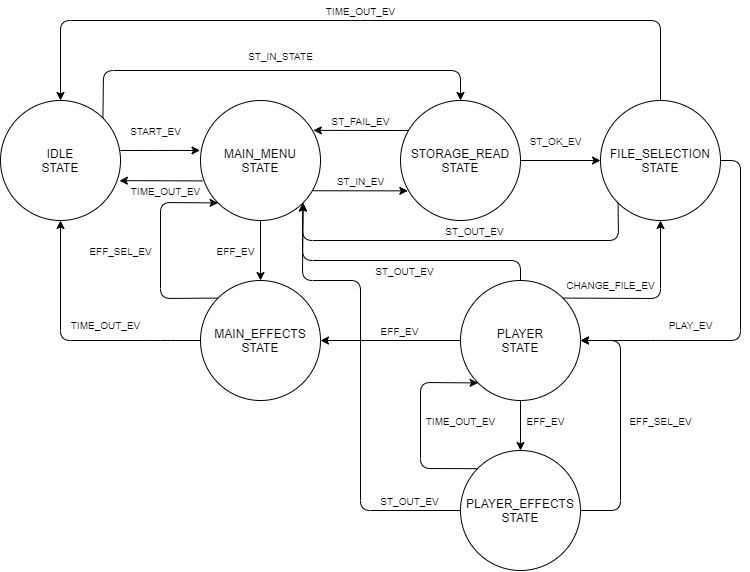 TIME_OUT_EV
ST_IN_STATE
START_EV
ST_FAIL_EV
ST_OK_EV
IDLE
STATE
MAIN_MENU
STATE
STORAGE_READ
STATE
FILE_SELECTION
STATE
TIME_OUT_EV
ST_IN_EV
ST_OUT_EV
EFF_SEL_EV
EFF_EV
ST_OUT_EV
CHANGE_FILE_EV
TIME_OUT_EV
MAIN_EFFECTS
STATE
EFF_EV
PLAYER
STATE
PLAY_EV
TIME_OUT_EV
EFF_EV
EFF_SEL_EV
ST_OUT_EV
PLAYER_EFFECTS
STATE